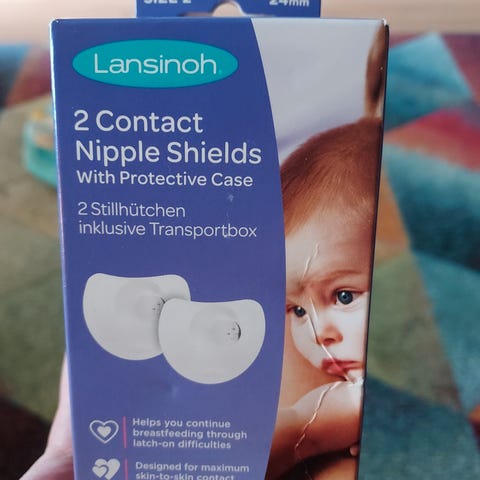 24mm
Lansinoh
2 Contact
Nipple Shields
With Protective Case
2 Stillhütchen
inklusive Transportbox
Helps you continue
breastfeeding through
latch-on difficulties
Designed for maximum
skin-to-skin contact